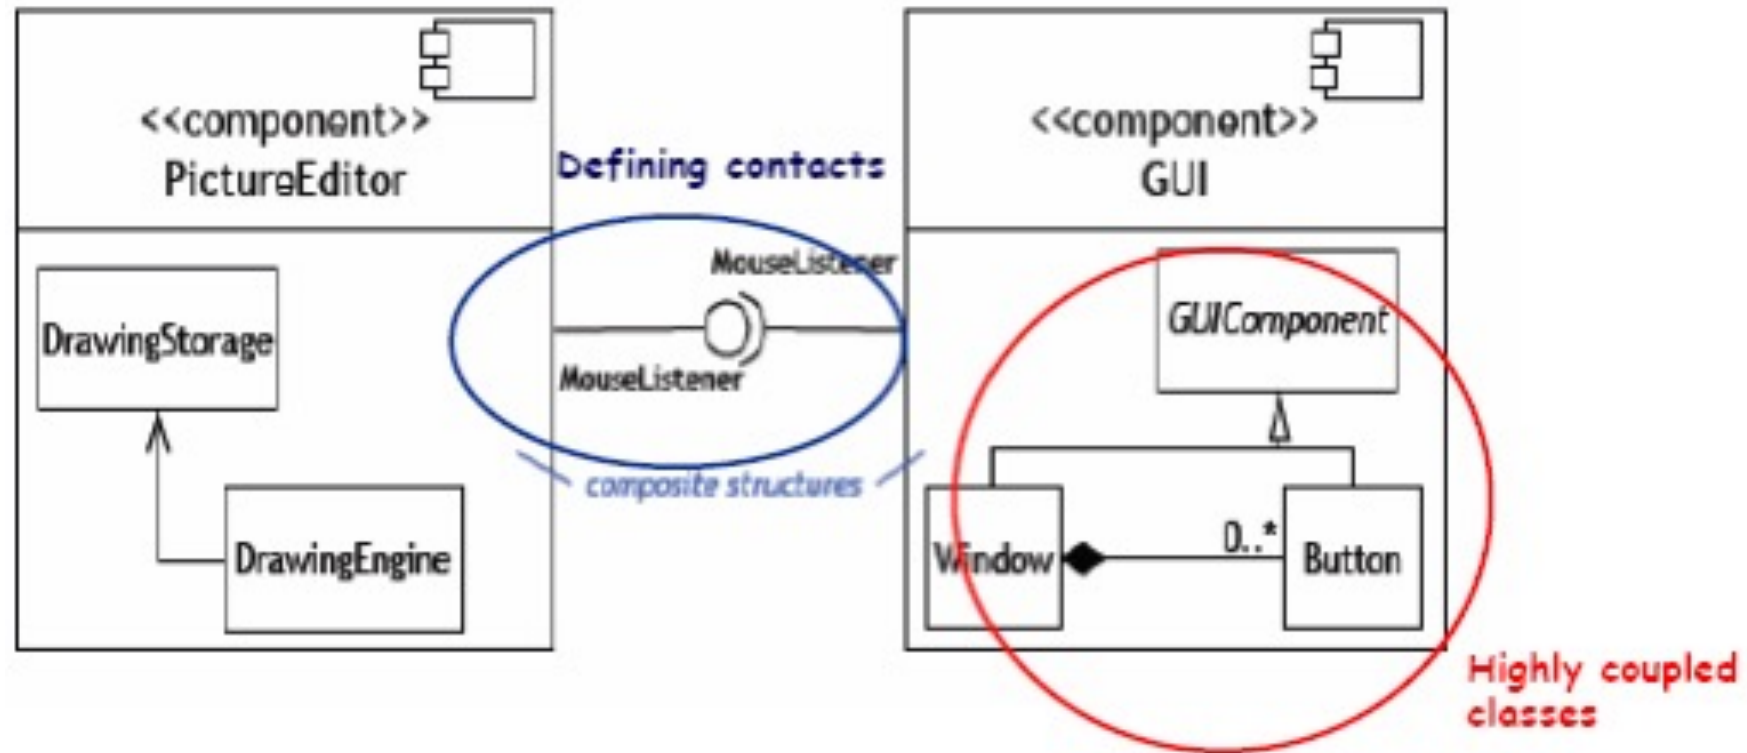 <<component>>
PictureEditor
DrawingStorage
DrawingEngine
Defining contacts
MouseListener
MouseListener
composite structures
<<component>>
GUI
GUIComponent
Window
0..*
Button
Highly coupled
classes